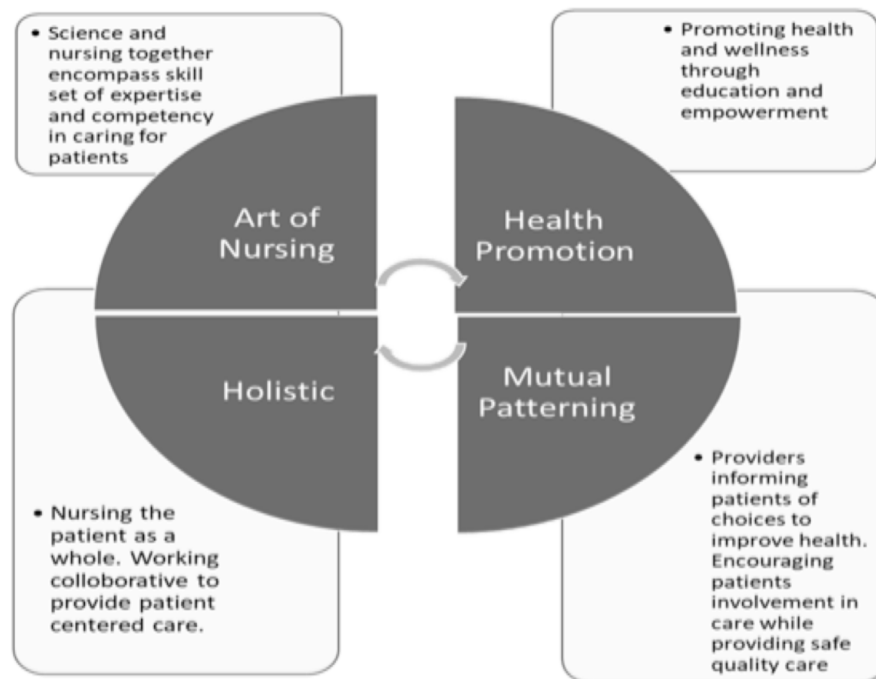 • Science and
nursing together
encompass skill
set of expertise
and competency
in caring for
patients
• Promoting health
and wellness
through
education and
empowerment
Art of
Nursing
Health
Promotion
Holistic
Mutual
Patterning
• Nursing the
patient as a
whole. Working
colloborative to
provide patient
centered care.
• Providers
informing
patients of
choices to
improve health.
Encouraging
patients
involvement in
care while
providing safe
quality care